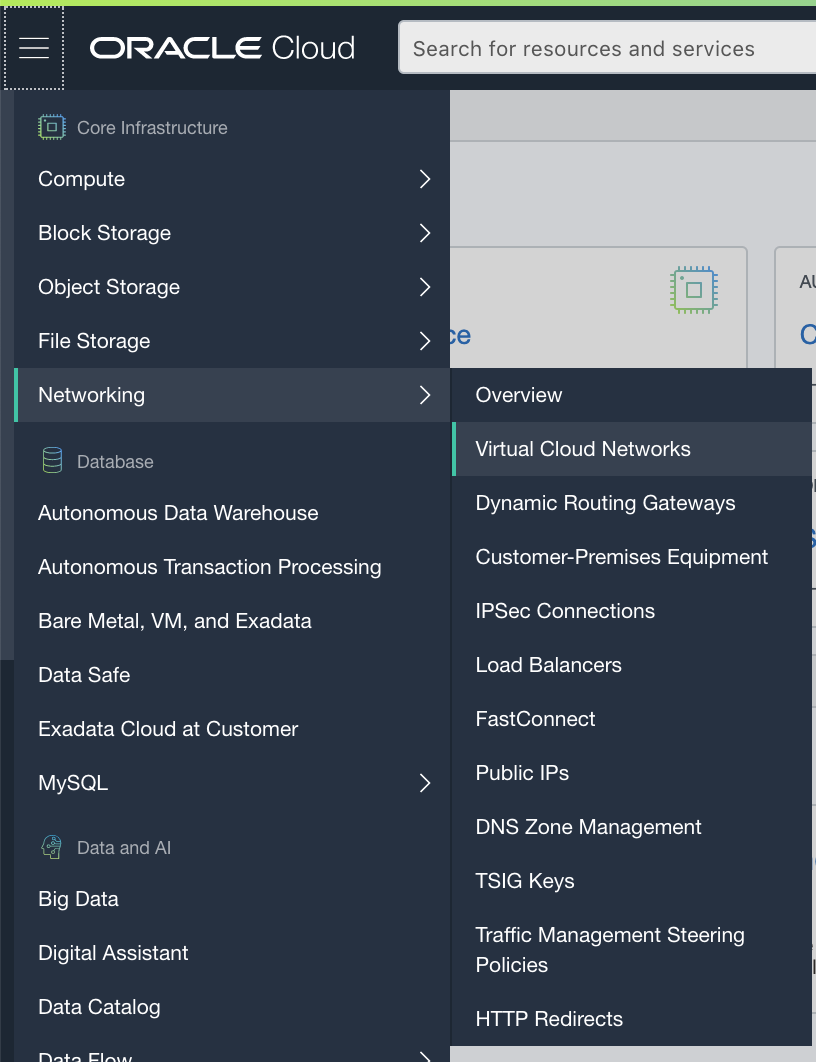 ORACLE Cloud
Search for resources and services
Core Infrastructure
Compute
Block Storage
Object Storage
File Storage
Networking
Database
Autonomous Data Warehouse
Autonomous Transaction Processing
Bare Metal, VM, and Exadata
Data Safe
Exadata Cloud at Customer
MySQL
Data and AI
Big Data
Digital Assistant
Data Catalog
Data Flow
Overview
Virtual Cloud Networks
Dynamic Routing Gateways
Customer-Premises Equipment
IPSec Connections
Load Balancers
FastConnect
Public IPs
DNS Zone Management
TSIG Keys
Traffic Management Steering
Policies
HTTP Redirects